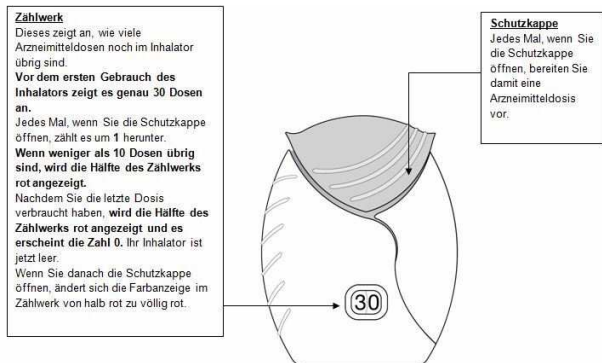 Zählwerk
Dieses zeigt an, wie viele
Arzneimitteldosen noch im Inhalator
übrig sind.
Vor dem ersten Gebrauch des
Inhalators zeigt es genau 30 Dosen
an.
Jedes Mal, wenn Sie die Schutzkappe
öffnen, zählt es um 1 herunter.
Wenn weniger als 10 Dosen übrig
sind, wird die Hälfte des Zählwerks
rot angezeigt.
Nachdem Sie die letzte Dosis
verbraucht haben, wird die Hälfte des
Zählwerks rot angezeigt und es
erscheint die Zahl 0. Ihr Inhalator ist
jetzt leer.
Wenn Sie danach die Schutzkappe
öffnen, ändert sich die Farbanzeige im
Zählwerk von halb rot zu völlig rot.
Schutzkappe
Jedes Mal, wenn Sie
die Schutzkappe
öffnen, bereiten Sie
damit eine
Arzneimitteldosis
vor.
30